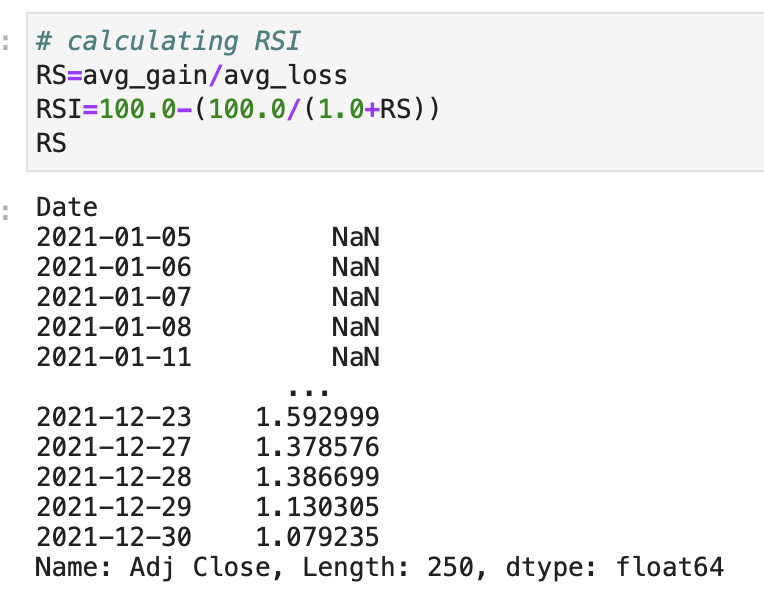 : # calculating RSI
RS=avg_gain/avg_loss
RSI=100.0-(100.0/(1.0+RS))
RS
: Date
2021-01-05         NaN
2021-01-06         NaN
2021-01-07         NaN
2021-01-08         NaN
2021-01-11         NaN
                ...
2021-12-23    1.592999
2021-12-27    1.378576
2021-12-28    1.386699
2021-12-29    1.130305
2021-12-30    1.079235
Name: Adj Close, Length: 250, dtype: float64